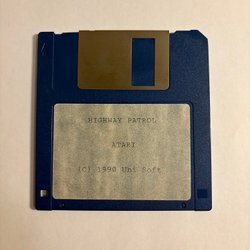 HIGHWAY PATROL
ATARI
(C) 1990 Ubi Soft